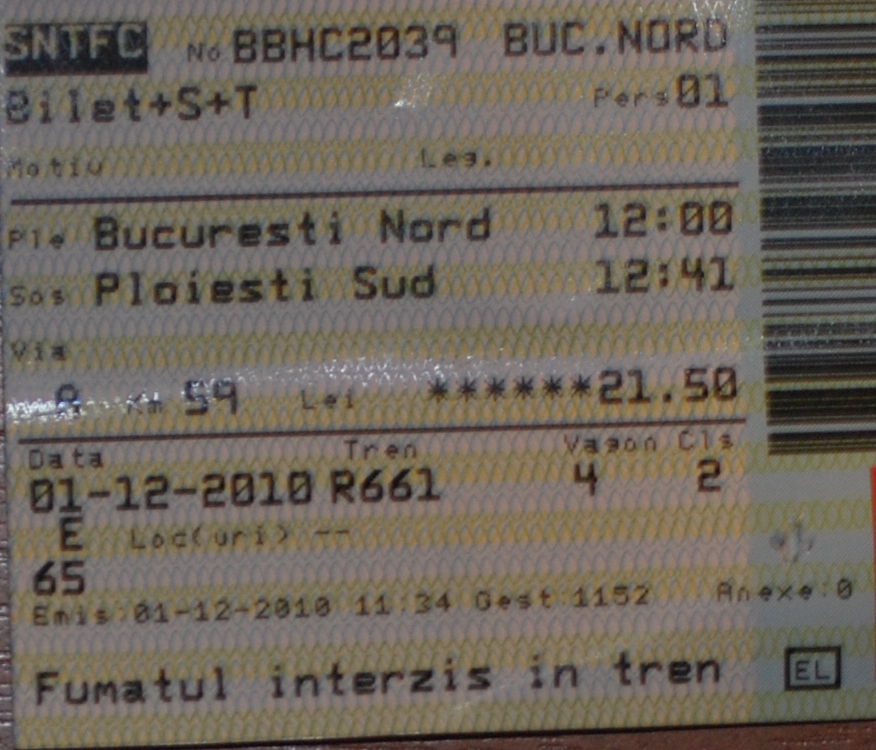 SNTFC No BBHC2039 BUC.NORD
Bilet+S+T Pers 01
Motiv Leg.
Ple Bucuresti Nord 12:00
Sos Ploiesti Sud 12:41
Via
A Km 59 Lei ******21.50
Data Tren Vagon Cls
01-12-2010 R661 4 2
E Loc(uri) --
65
Emis:01-12-2010 11:34 Gest:1152 Anexe:0
Fumatul interzis in tren EL